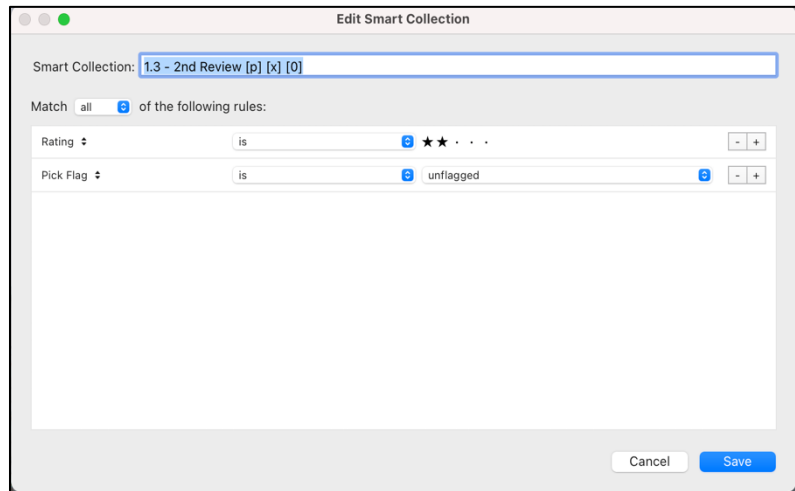 Edit Smart Collection
Smart Collection: 1.3 - 2nd Review [p] [x] [0]
Match all of the following rules:
Rating is ★★ · · · - +
Pick Flag is unflagged - +
Cancel Save